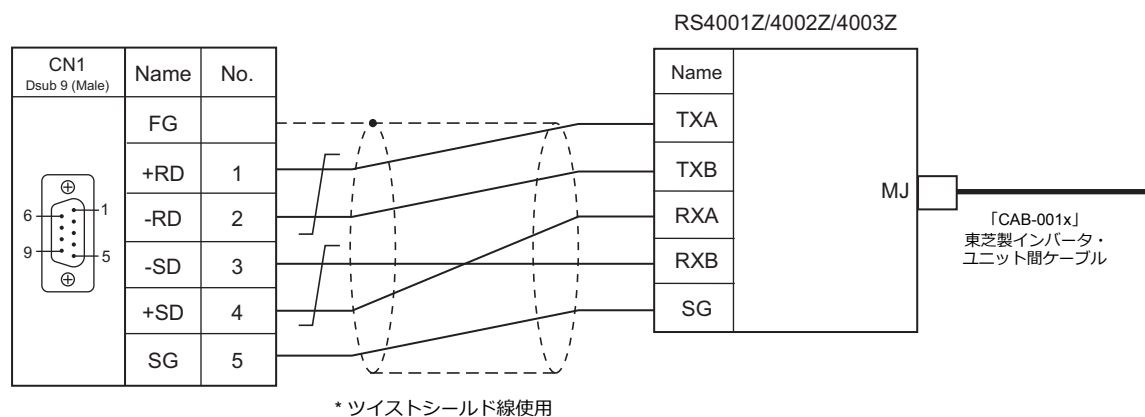 RS4001Z/4002Z/4003Z
CN1
Dsub 9 (Male)
Name
No.
FG
+RD
1
-RD
2
-SD
3
+SD
4
SG
5
6
1
9
5
Name
TXA
TXB
RXA
RXB
SG
MJ
「CAB-001x」
東芝製インバータ・
ユニット間ケーブル
* ツイストシールド線使用